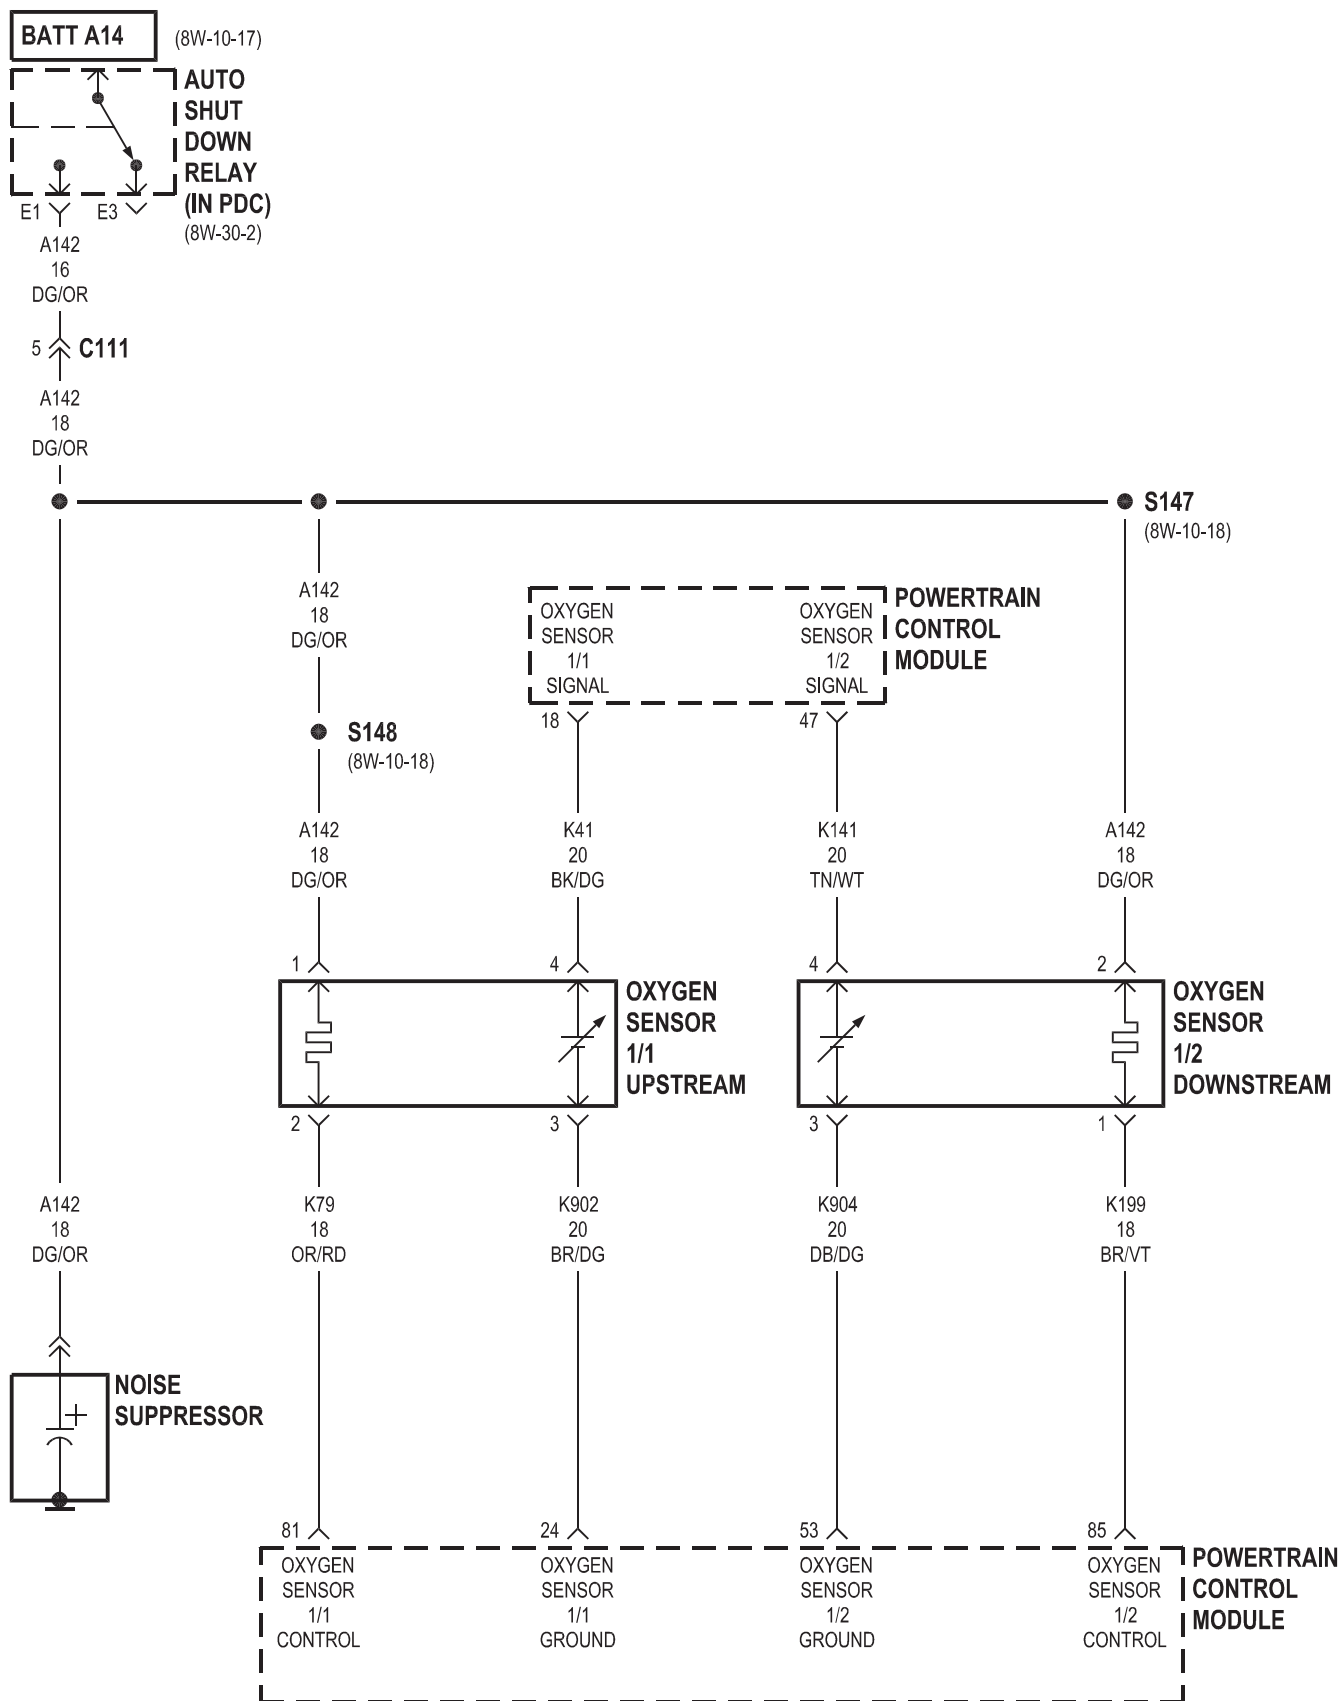 BATT A14
(8W-10-17)
AUTO
SHUT
DOWN
RELAY
(IN PDC)
(8W-30-2)
E1
E3
A142
16
DG/OR
5
C111
A142
18
DG/OR
S147
(8W-10-18)
A142
18
DG/OR
S148
(8W-10-18)
OXYGEN
SENSOR
1/1
SIGNAL
OXYGEN
SENSOR
1/2
SIGNAL
POWERTRAIN
CONTROL
MODULE
18
47
A142
18
DG/OR
K41
20
BK/DG
K141
20
TN/WT
A142
18
DG/OR
1
4
4
2
OXYGEN
SENSOR
1/1
UPSTREAM
OXYGEN
SENSOR
1/2
DOWNSTREAM
2
3
3
1
A142
18
DG/OR
K79
18
OR/RD
K902
20
BR/DG
K904
20
DB/DG
K199
18
BR/VT
+
NOISE
SUPPRESSOR
81
24
53
85
OXYGEN
SENSOR
1/1
CONTROL
OXYGEN
SENSOR
1/1
GROUND
OXYGEN
SENSOR
1/2
GROUND
OXYGEN
SENSOR
1/2
CONTROL
POWERTRAIN
CONTROL
MODULE